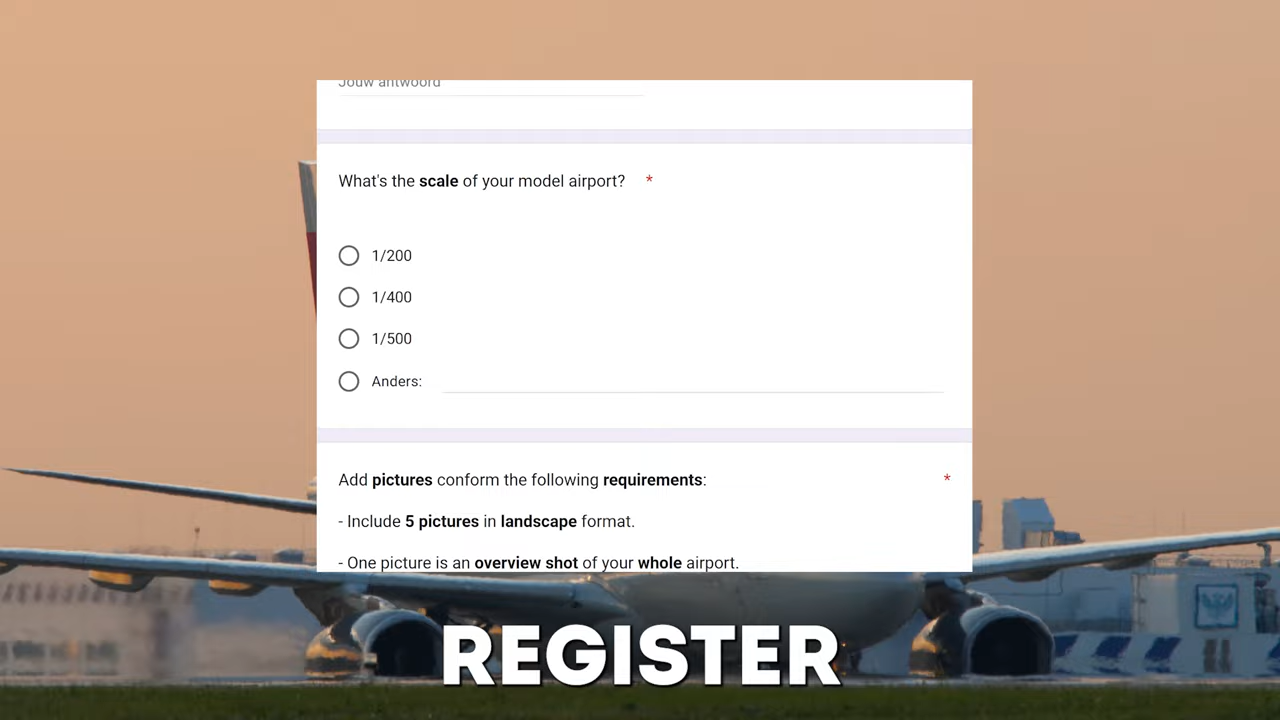 Jouw antwoord
What's the scale of your model airport? *
1/200
1/400
1/500
Anders:
Add pictures conform the following requirements: *
- Include 5 pictures in landscape format.
- One picture is an overview shot of your whole airport.
REGISTER